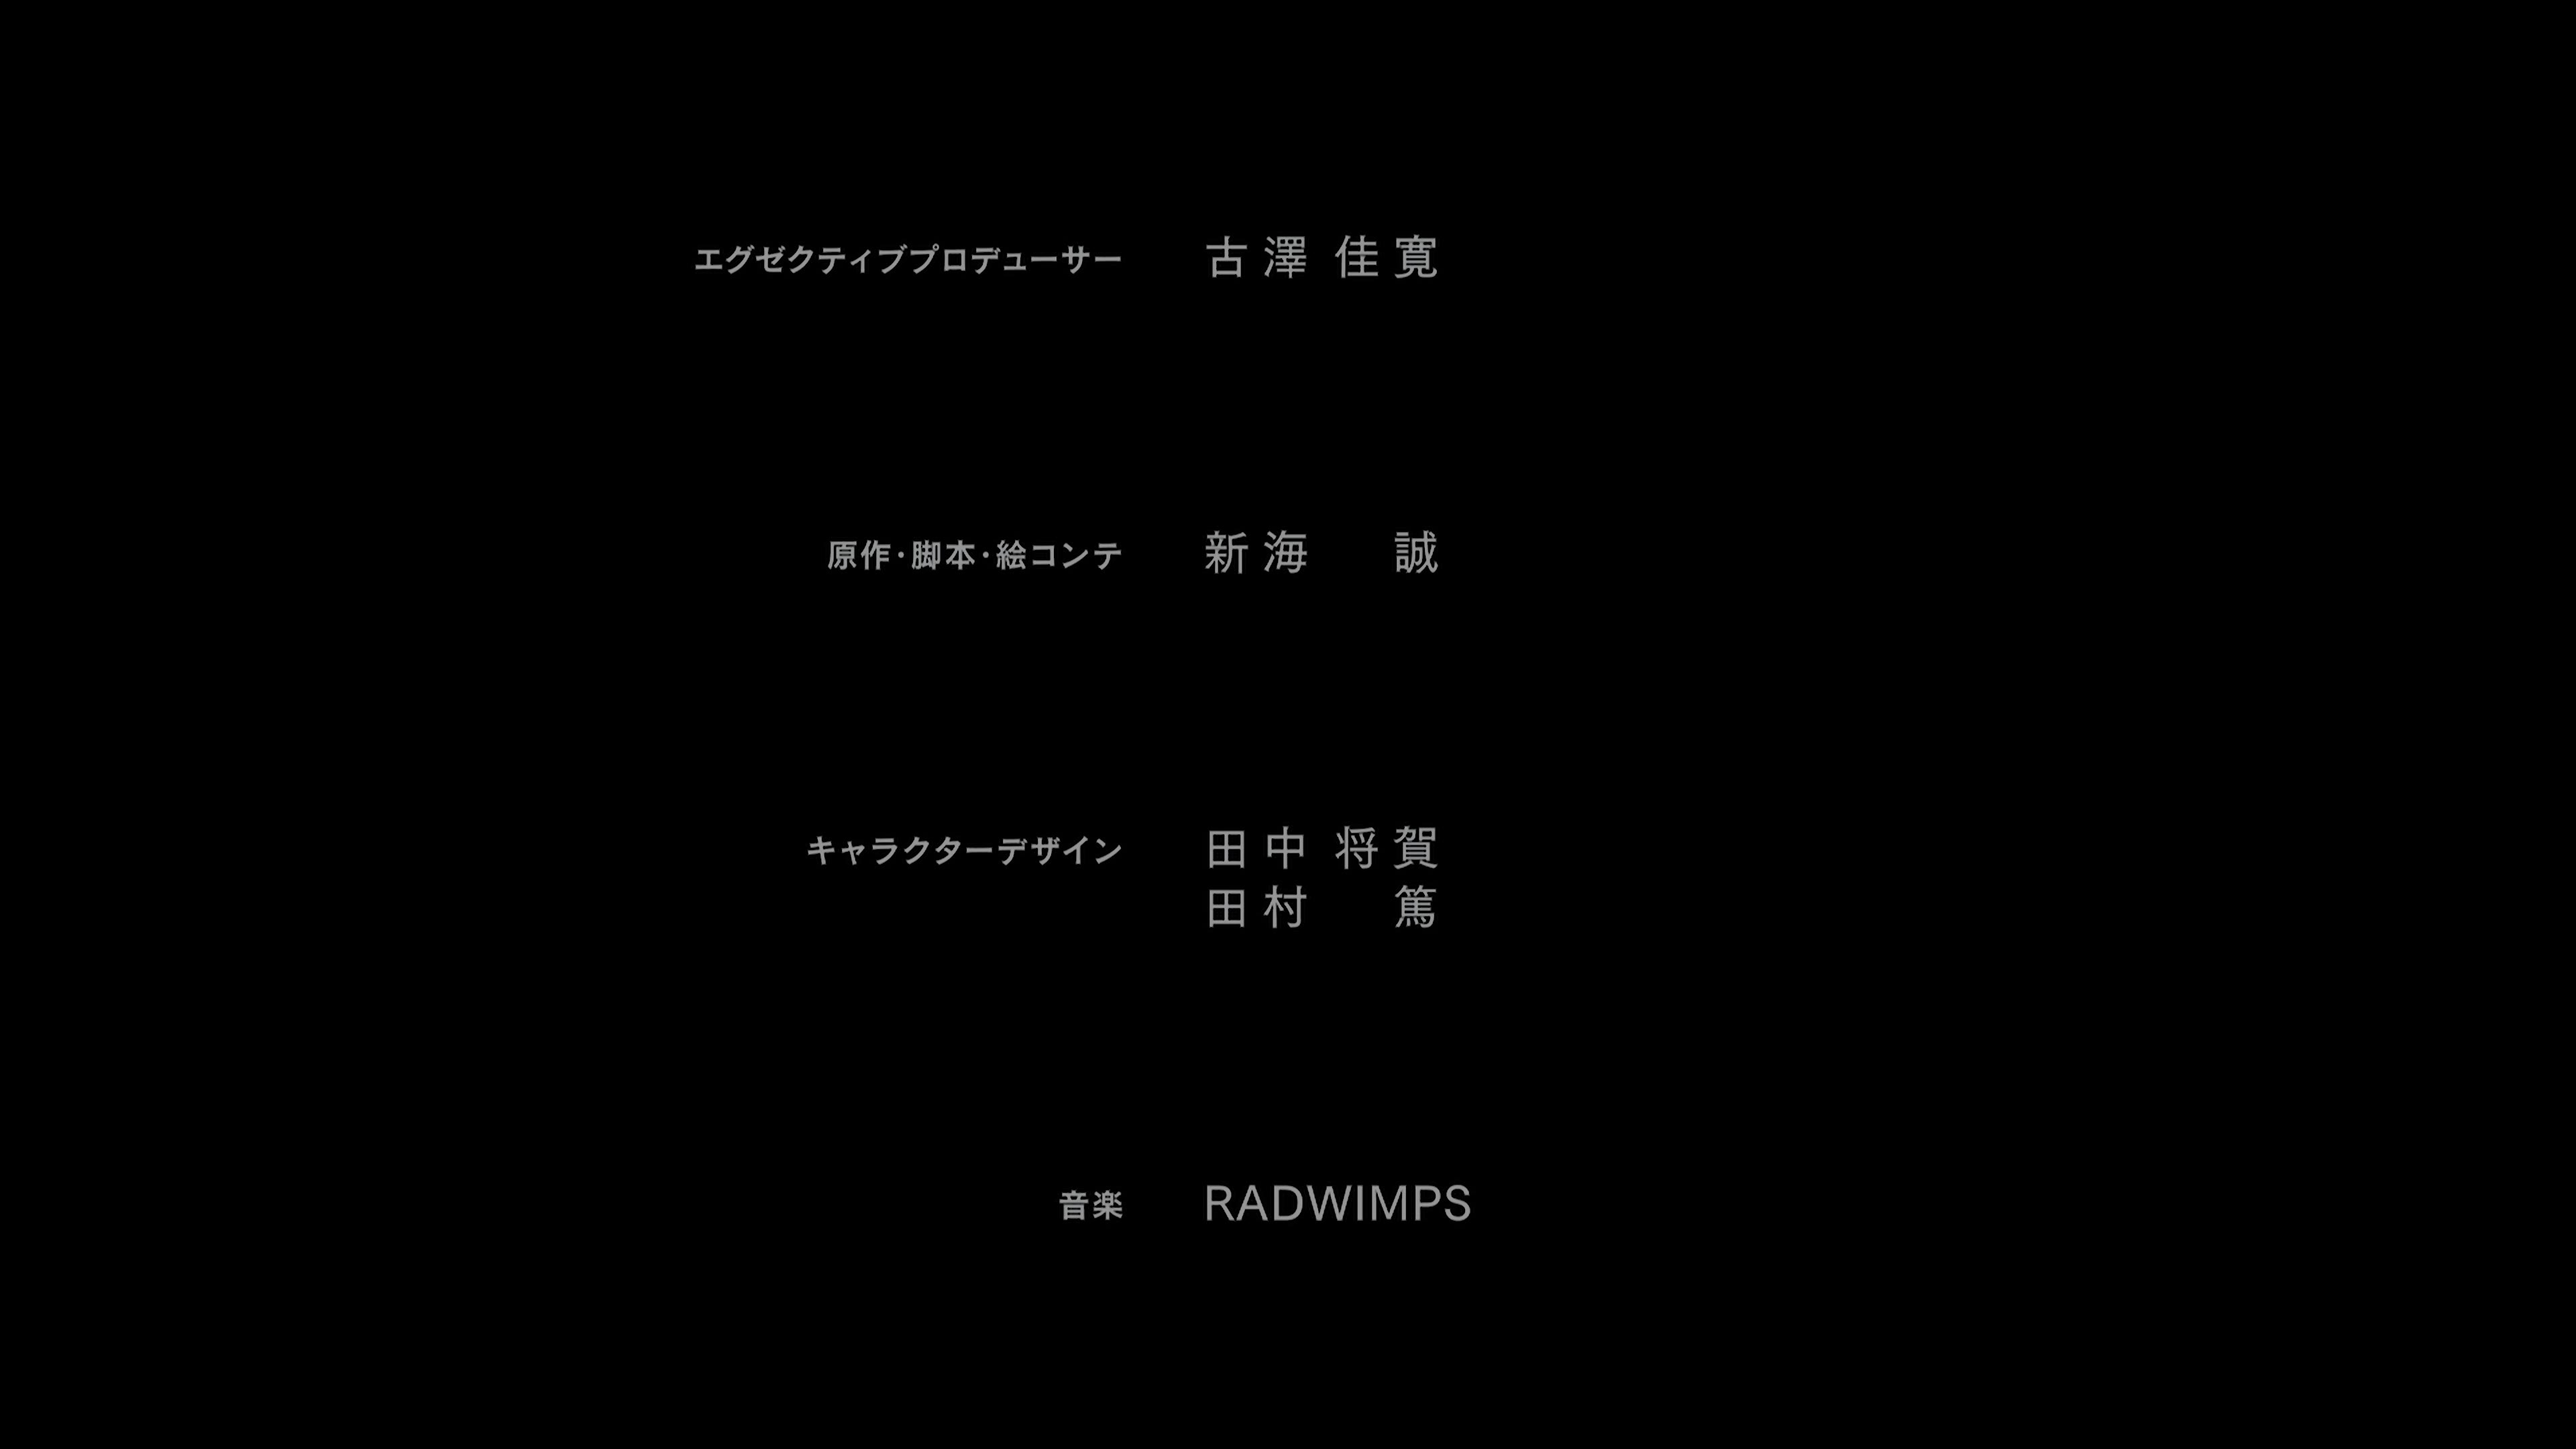 エグゼクティブプロデューサー 古澤 佳寛
原作・脚本・絵コンテ 新海 誠
キャラクターデザイン 田中 将賀
田村 篤
音楽 RADWIMPS